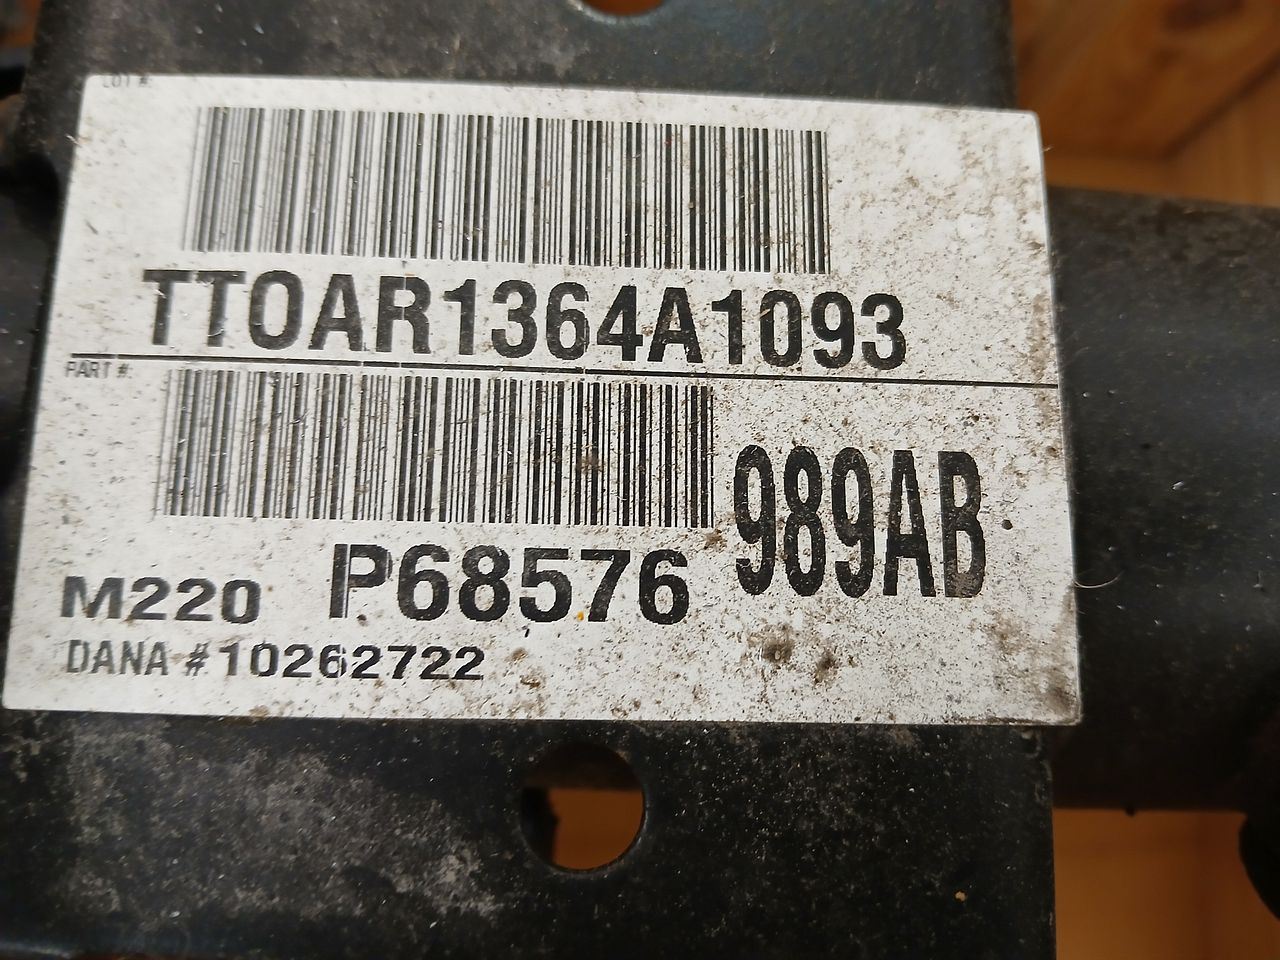 LOT #:
TTOAR1364A1093
PART #:
989AB
M220 P68576
DANA #10262722